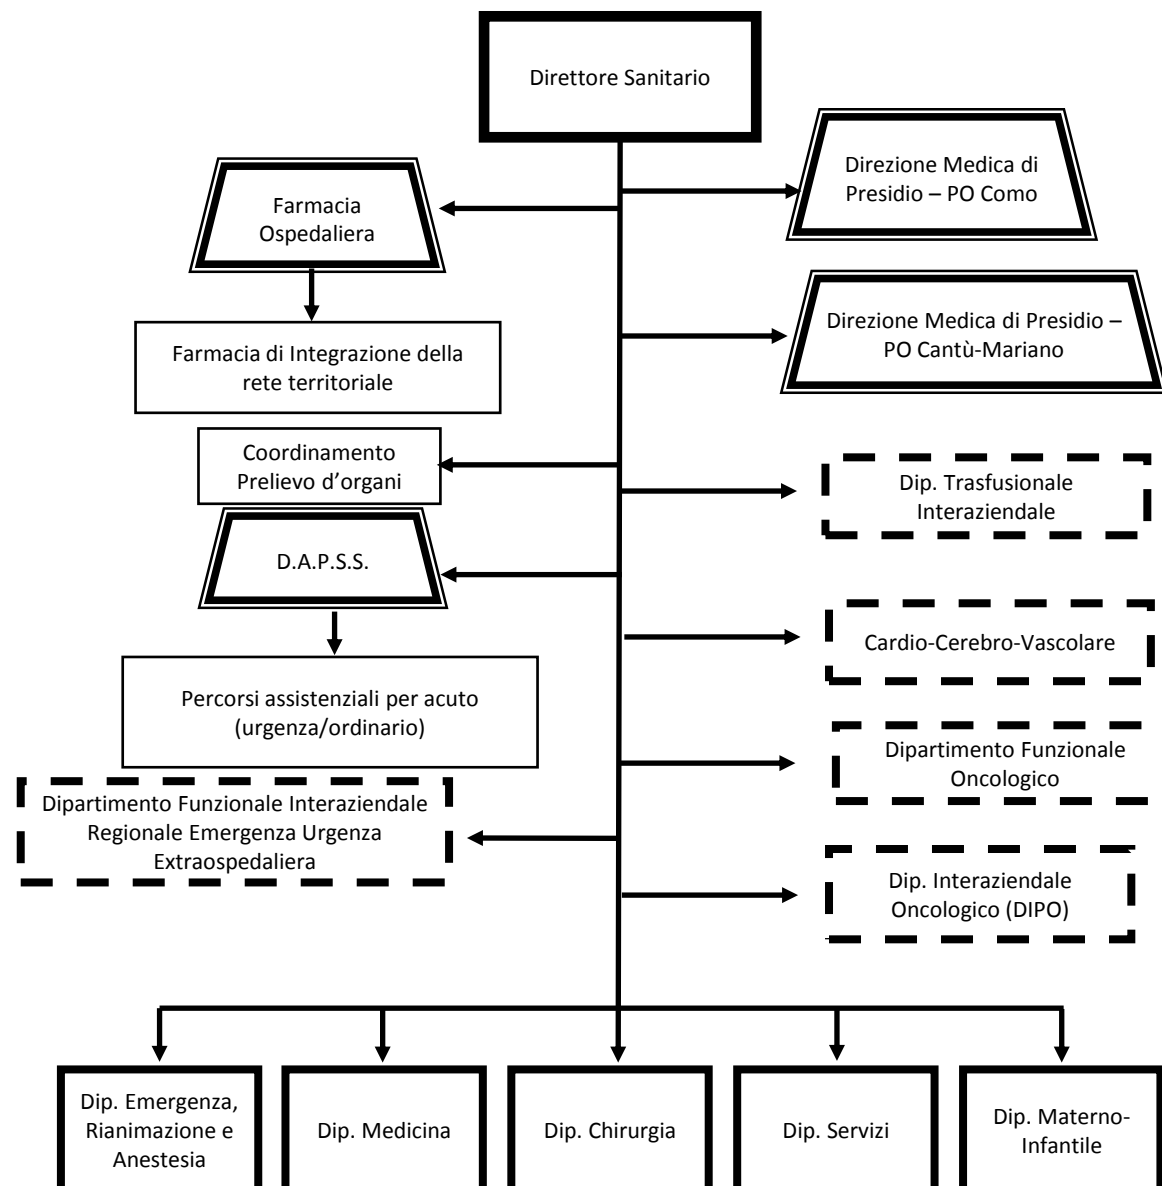 Direttore Sanitario
Direzione Medica di
Presidio – PO Como
Farmacia
Ospedaliera
Direzione Medica di Presidio –
PO Cantù-Mariano
Farmacia di Integrazione della
rete territoriale
Coordinamento
Prelievo d’organi
Dip. Trasfusionale
Interaziendale
D.A.P.S.S.
Cardio-Cerebro-Vascolare
Percorsi assistenziali per acuto
(urgenza/ordinario)
Dipartimento Funzionale
Oncologico
Dipartimento Funzionale Interaziendale
Regionale Emergenza Urgenza
Extraospedaliera
Dip. Interaziendale
Oncologico (DIPO)
Dip. Emergenza,
Rianimazione e
Anestesia
Dip. Medicina
Dip. Chirurgia
Dip. Servizi
Dip. Materno-
Infantile